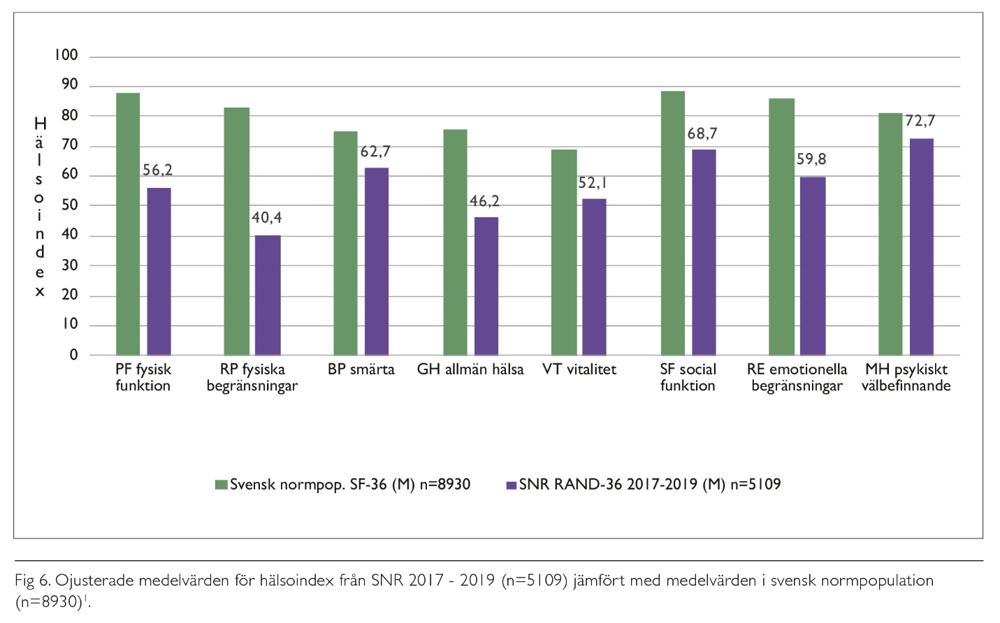 100
90
80
70
60
50
40
30
20
10
0
Hälsoindex
56,2
40,4
62,7
46,2
52,1
68,7
59,8
72,7
PF fysisk
funktion
RP fysiska
begränsningar
BP smärta
GH allmän hälsa
VT vitalitet
SF social
funktion
RE emotionella
begränsningar
MH psykiskt
välbefinnande
Svensk normpop. SF-36 (M) n=8930
SNR RAND-36 2017-2019 (M) n=5109
Fig 6. Ojusterade medelvärden för hälsoindex från SNR 2017 - 2019 (n=5109) jämfört med medelvärden i svensk normpopulation
(n=8930)¹.